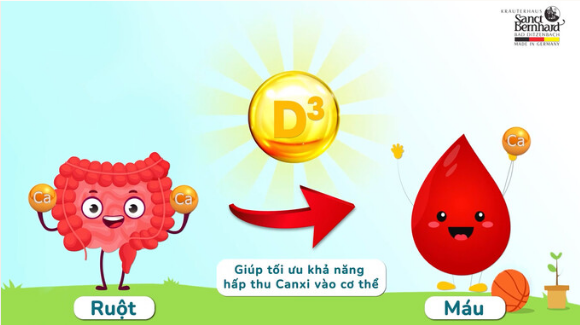 KRÄUTERHAUS
Sanct
Bernhard
BAD DITZENBACH
MADE IN GERMANY
D³
Ca
Ca
Ca
Giúp tối ưu khả năng
hấp thu Canxi vào cơ thể
Ruột
Máu